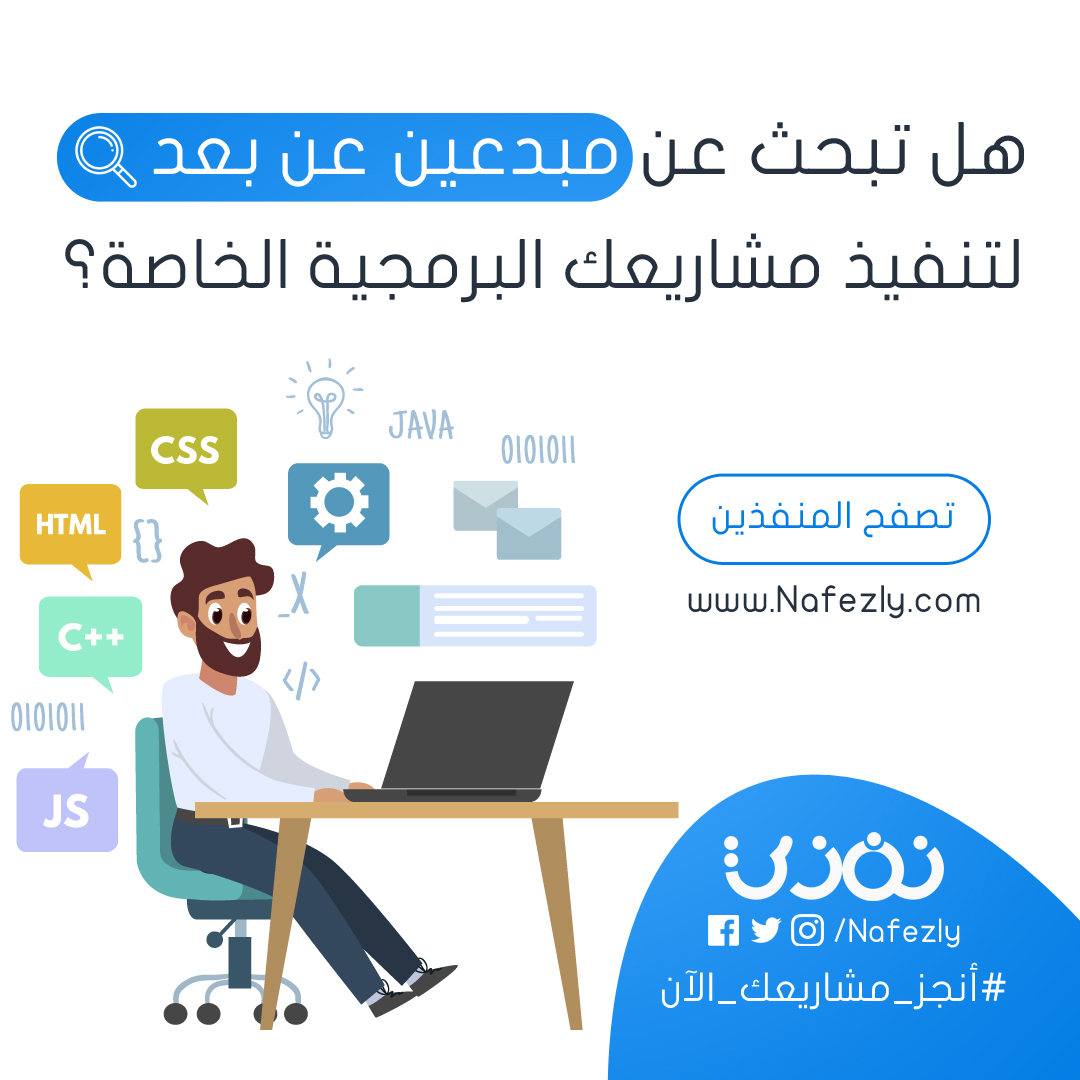 هل تبحث عن مبدعين عن بعد
لتنفيذ مشاريعك البرمجية الخاصة؟
CSS
JAVA
0101011
HTML
{}
_X
C++
</>
0101011
JS
تصفح المنفذين
www.Nafezly.com
نفذلي
/Nafezly
#أنجز_مشاريعك_الآن